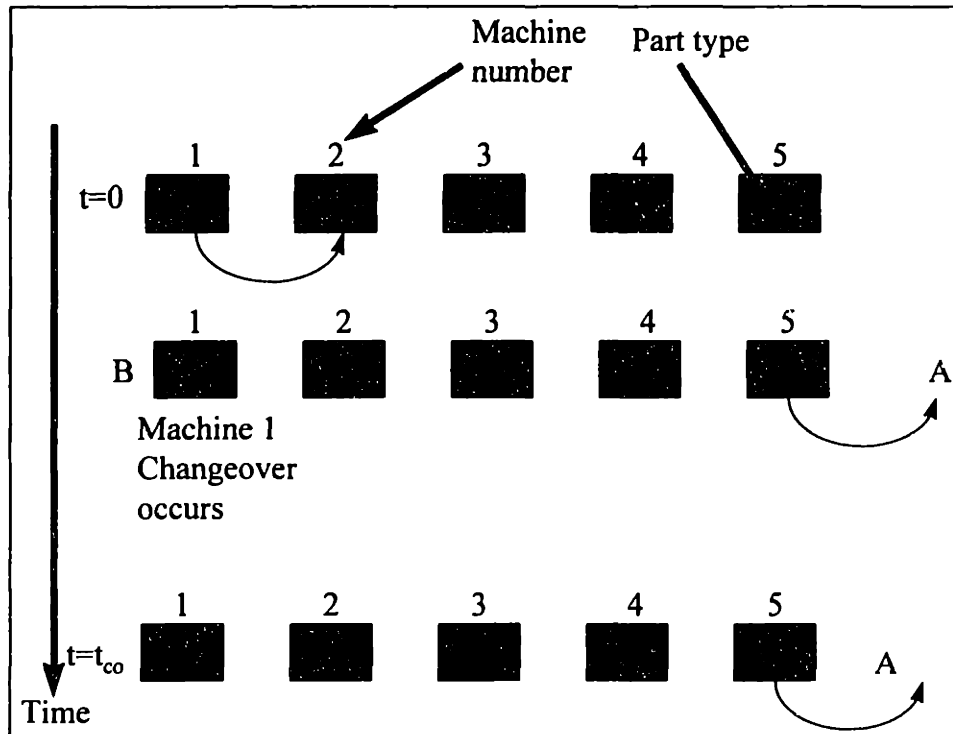 Machine
number
Part type
1 2 3 4 5
t=0
1 2 3 4 5
B A
Machine 1
Changeover
occurs
1 2 3 4 5
t=t_co A
Time